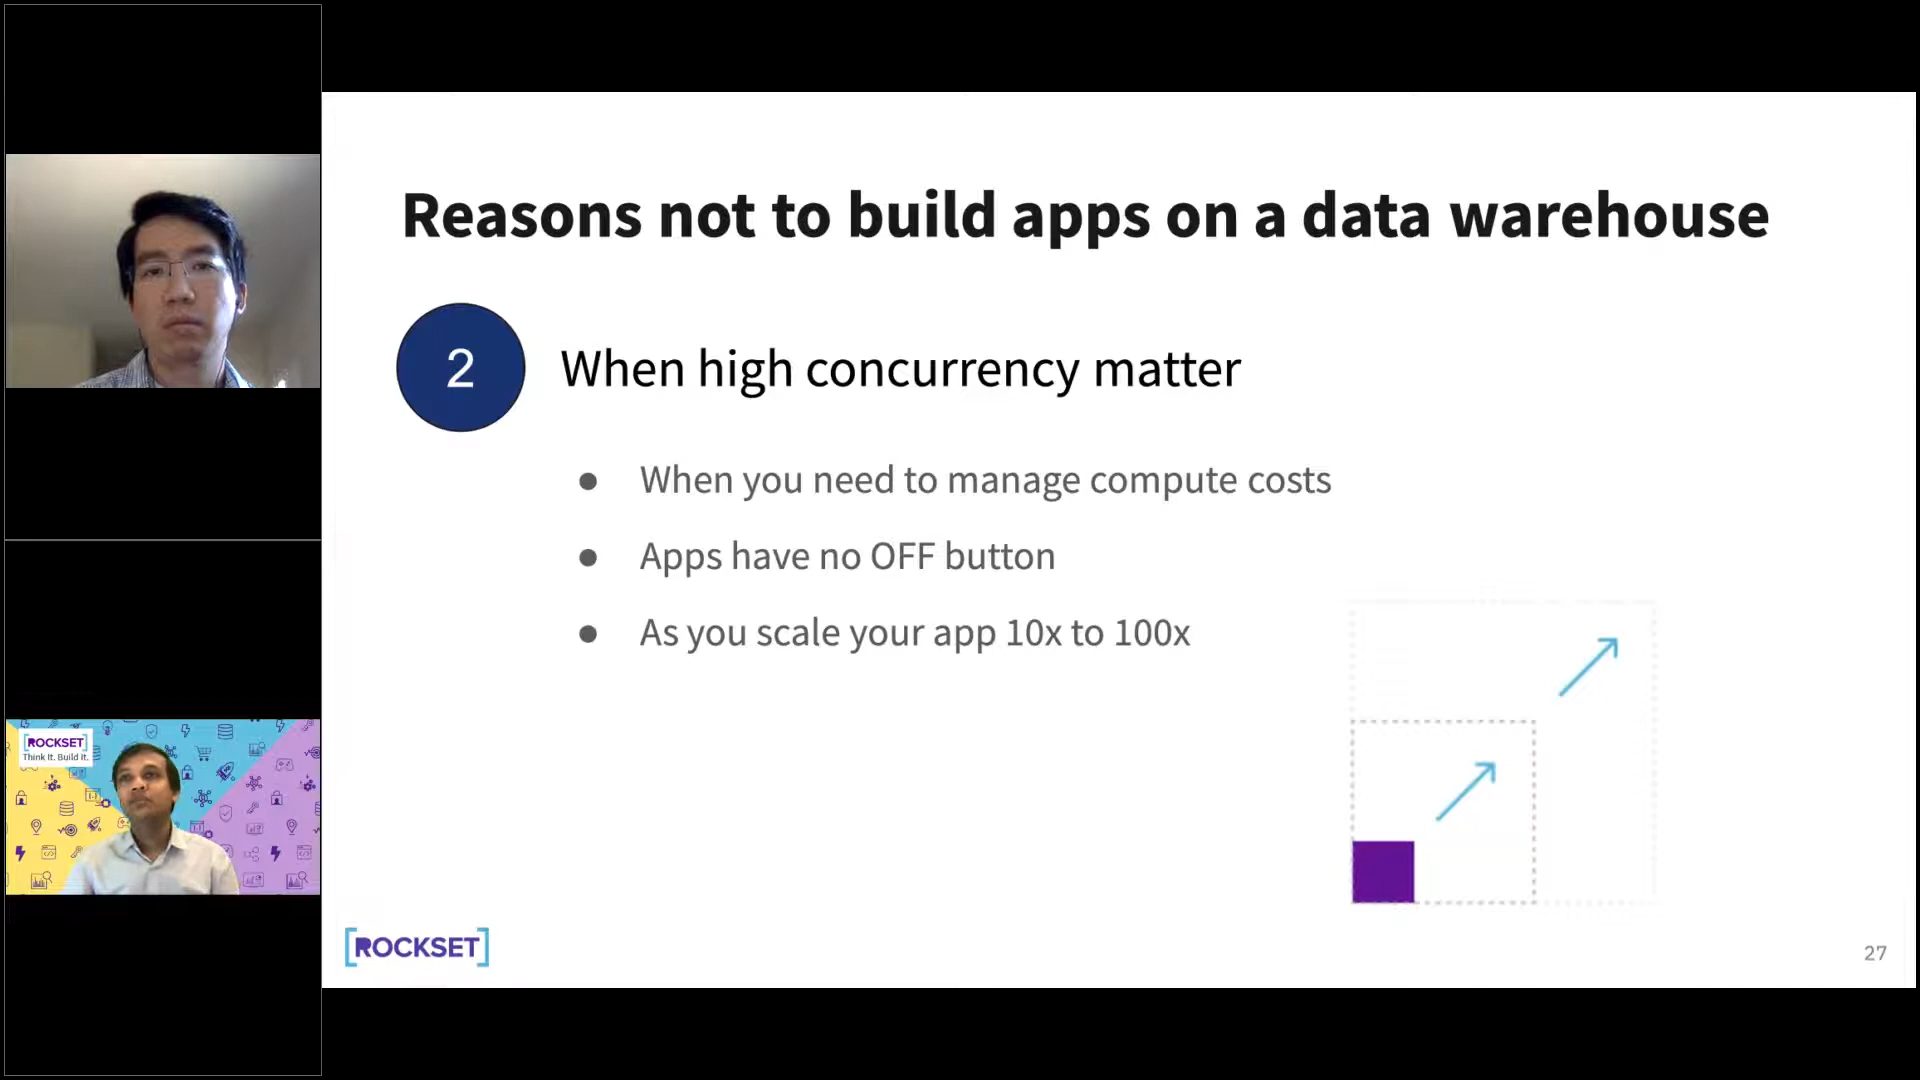 Reasons not to build apps on a data warehouse
2
When high concurrency matter
● When you need to manage compute costs
● Apps have no OFF button
● As you scale your app 10x to 100x
[ROCKSET]
Think It. Build It.
[ROCKSET]
27